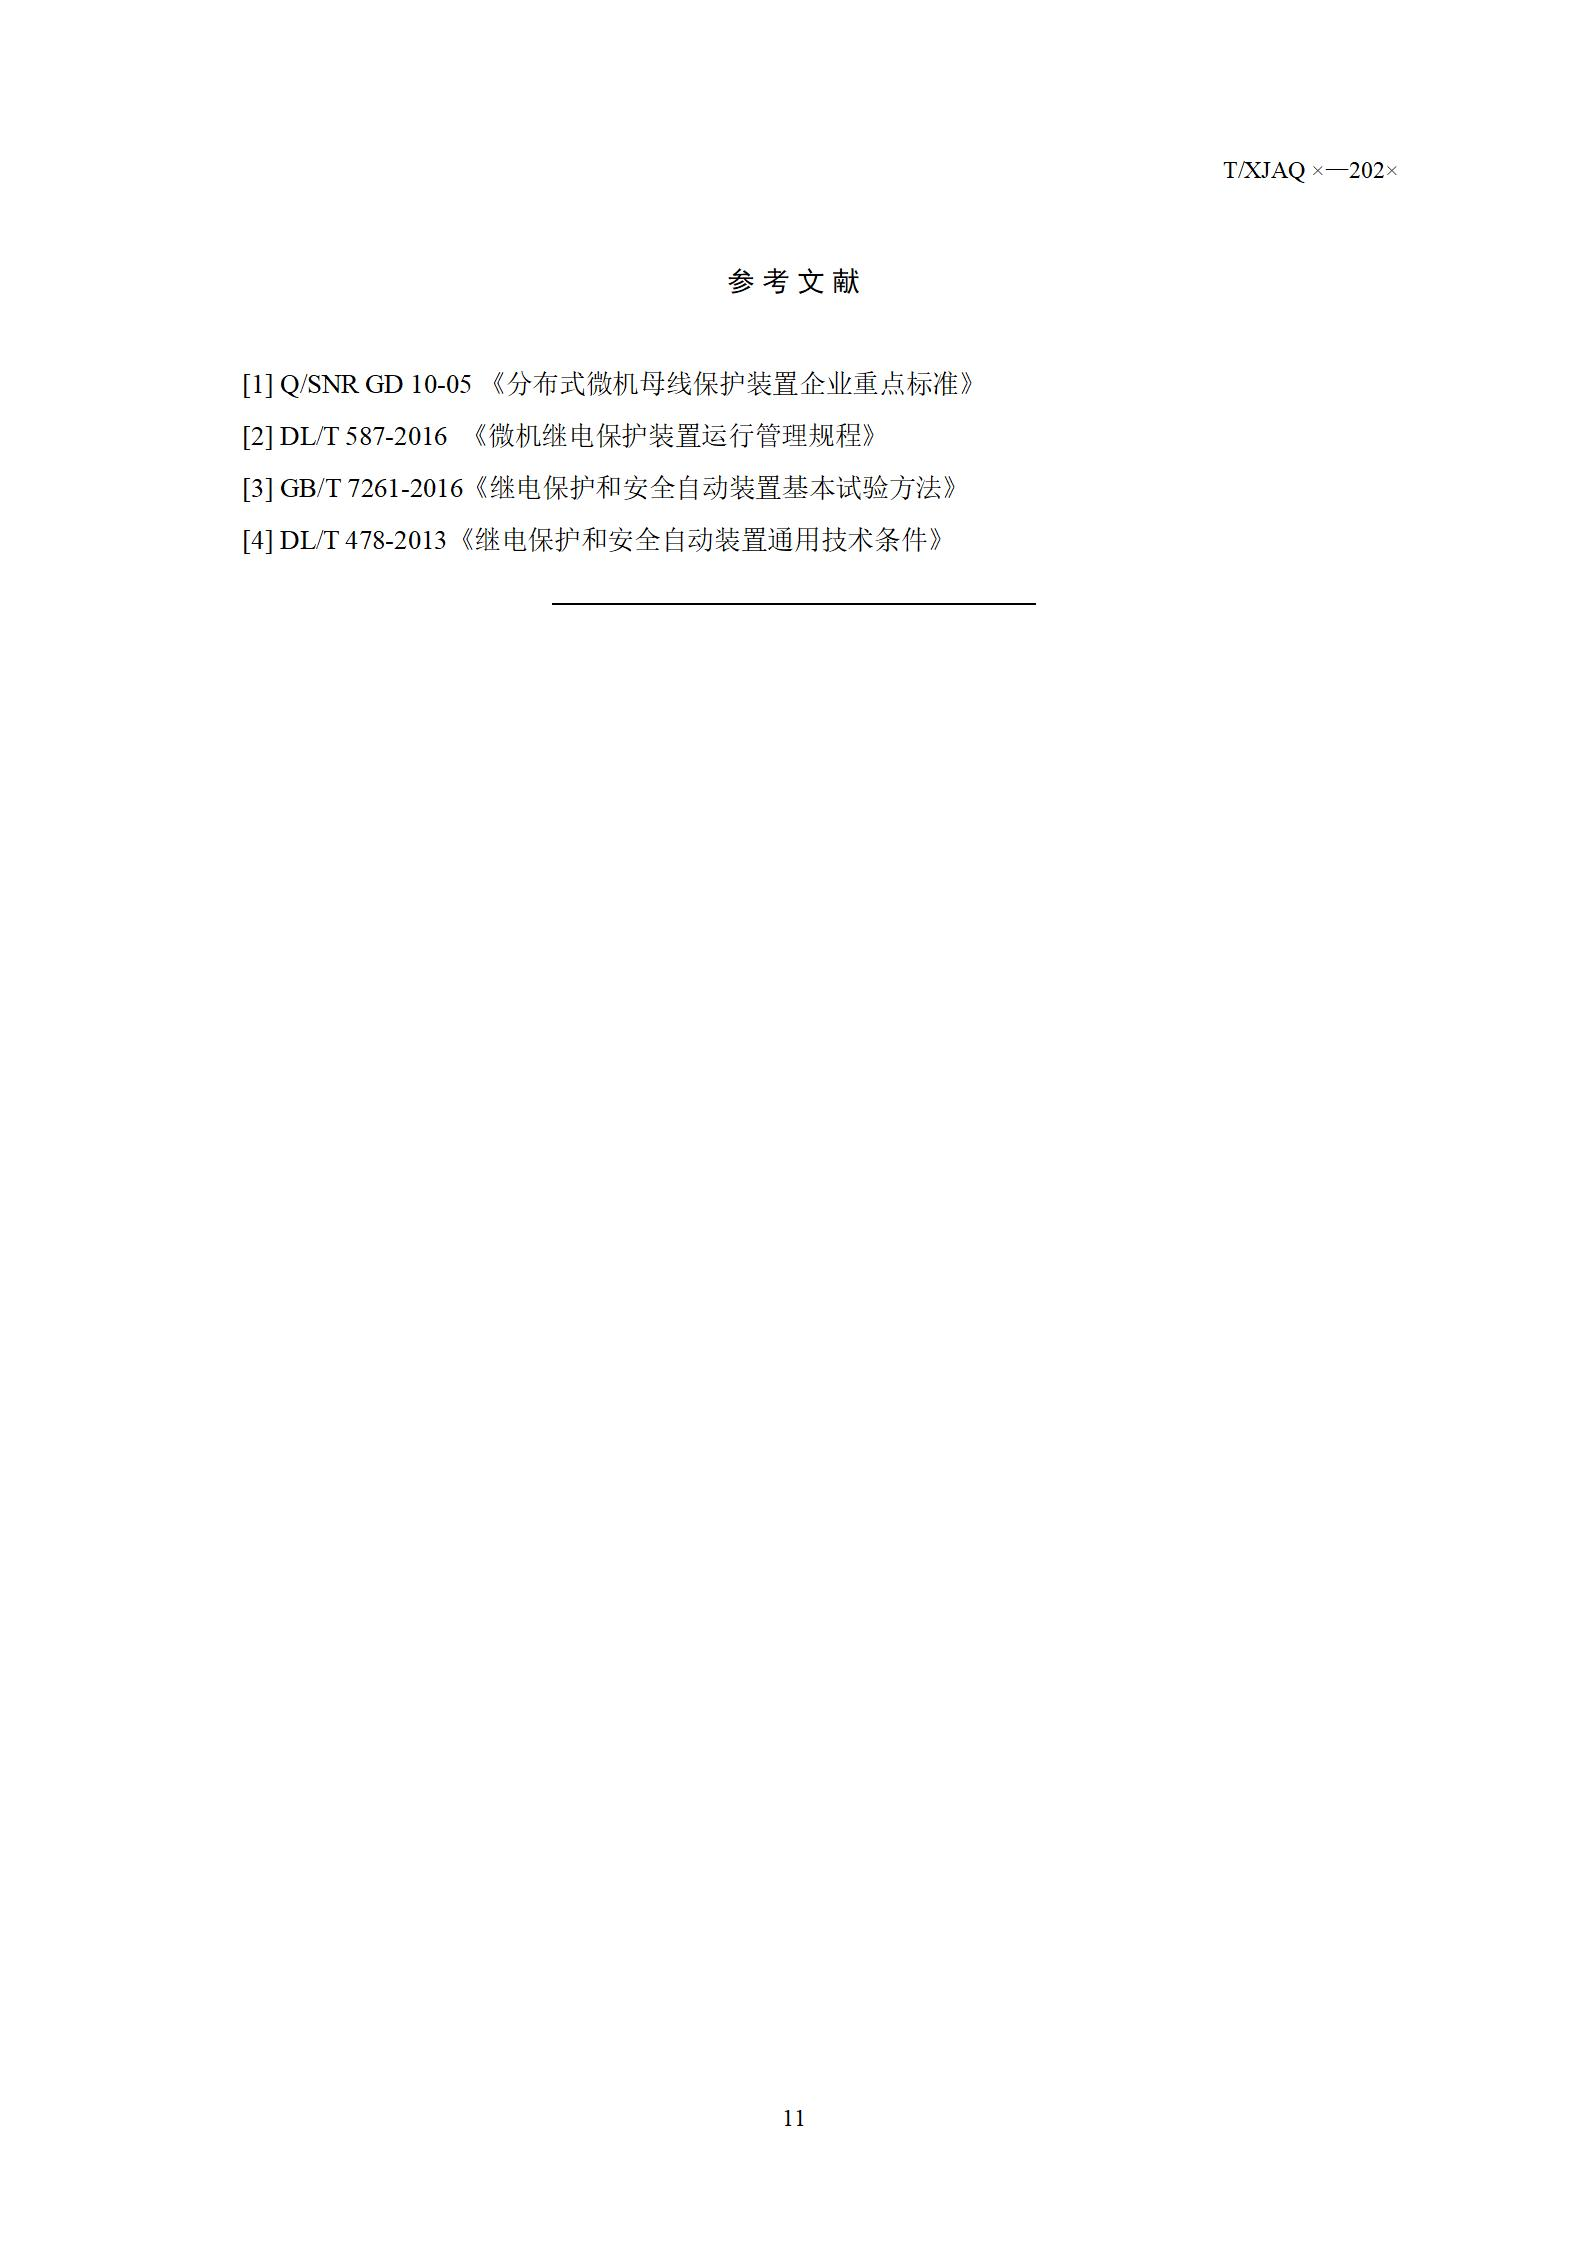 T/XJAQ ×—202×
参 考 文 献
[1] Q/SNR GD 10-05 《分布式微机母线保护装置企业重点标准》
[2] DL/T 587-2016 《微机继电保护装置运行管理规程》
[3] GB/T 7261-2016《继电保护和安全自动装置基本试验方法》
[4] DL/T 478-2013《继电保护和安全自动装置通用技术条件》
11